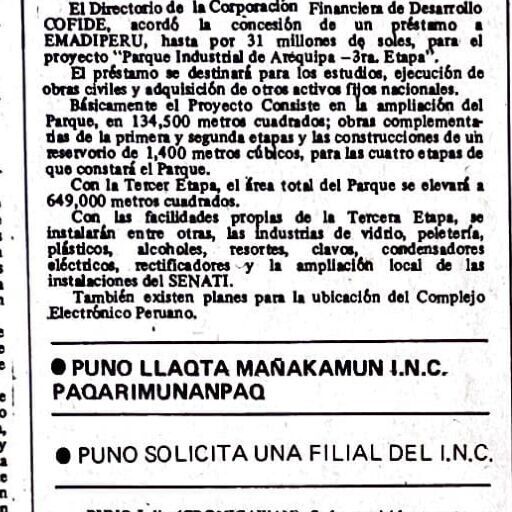 El Directorio de la Corporación Financiera de Desarrollo
COFIDE, acordó la concesión de un préstamo a
EMADIPERU, hasta por 31 millones de soles, para el
proyecto "Parque Industrial de Arequipa —3ra. Etapa".
El préstamo se destinará para los estudios, ejecución de
obras civiles y adquisición de otros activos fijos nacionales.
Básicamente el Proyecto Consiste en la ampliación del
Parque, en 134,500 metros cuadrados; obras complementa-
rias de la primera y segunda etapas y las construcciones de un
reservorio de 1,400 metros cúbicos, para las cuatro etapas de
que constará el Parque.
Con la Tercer Etapa, el área total del Parque se elevará a
649,000 metros cuadrados.
Con las facilidades propias de la Tercera Etapa, se
instalarán entre otras, las industrias de vidrio, peletería,
plásticos, alcoholes, resortes, clavos, condensadores
eléctricos, rectificadores y la ampliación local de las
instalaciones del SENATI.
También existen planes para la ubicación del Complejo
Electrónico Peruano.
● PUNO LLAQTA MAÑAKAMUN I.N.C.
PAQARIMUNANPAQ
● PUNO SOLICITA UNA FILIAL DEL I.N.C.